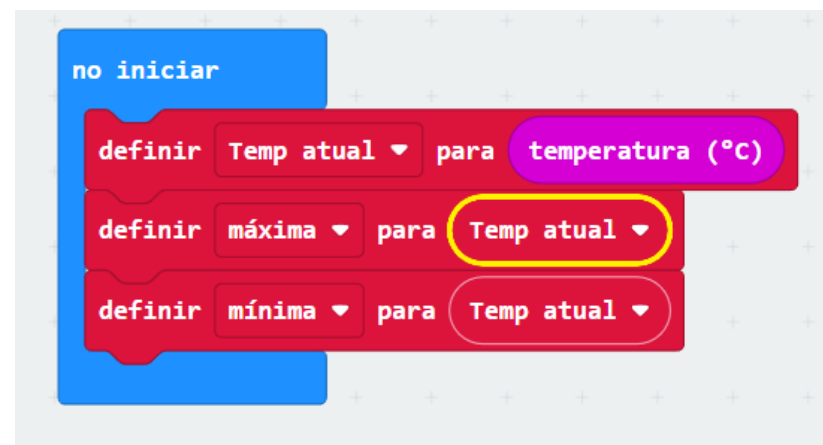 no iniciar
definir Temp atual para temperatura (°C)
definir máxima para Temp atual
definir mínima para Temp atual